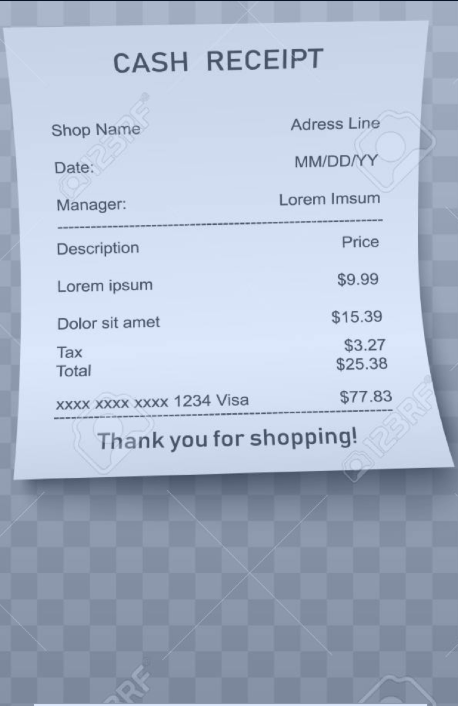 CASH RECEIPT
Shop Name Adress Line
Date: MM/DD/YY
Manager: Lorem Imsum
Description Price
Lorem ipsum $9.99
Dolor sit amet $15.39
Tax $3.27
Total $25.38
xxxx xxxx xxxx 1234 Visa $77.83
Thank you for shopping!
123RF
123RF
123RF